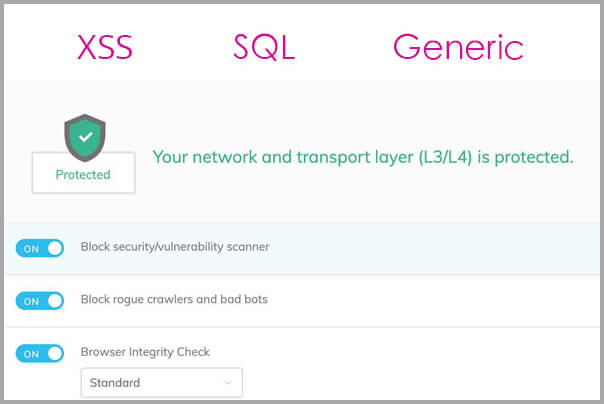 XSS SQL Generic
Your network and transport layer (L3/L4) is protected.
Protected
ON Block security/vulnerability scanner
ON Block rogue crawlers and bad bots
ON Browser Integrity Check
Standard